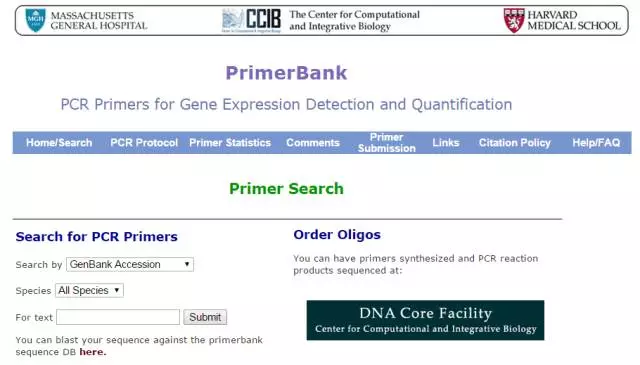 MASSACHUSETTS
GENERAL HOSPITAL
MGH
1811
CCIB
The Center for Computational
and Integrative Biology
HARVARD
MEDICAL SCHOOL
PrimerBank
PCR Primers for Gene Expression Detection and Quantification
Home/Search PCR Protocol Primer Statistics Comments Primer Submission Links Citation Policy Help/FAQ
Primer Search
Search for PCR Primers
Search by GenBank Accession
Species All Species
For text Submit
You can blast your sequence against the primerbank
sequence DB here.
Order Oligos
You can have primers synthesized and PCR reaction
products sequenced at:
DNA Core Facility
Center for Computational and Integrative Biology